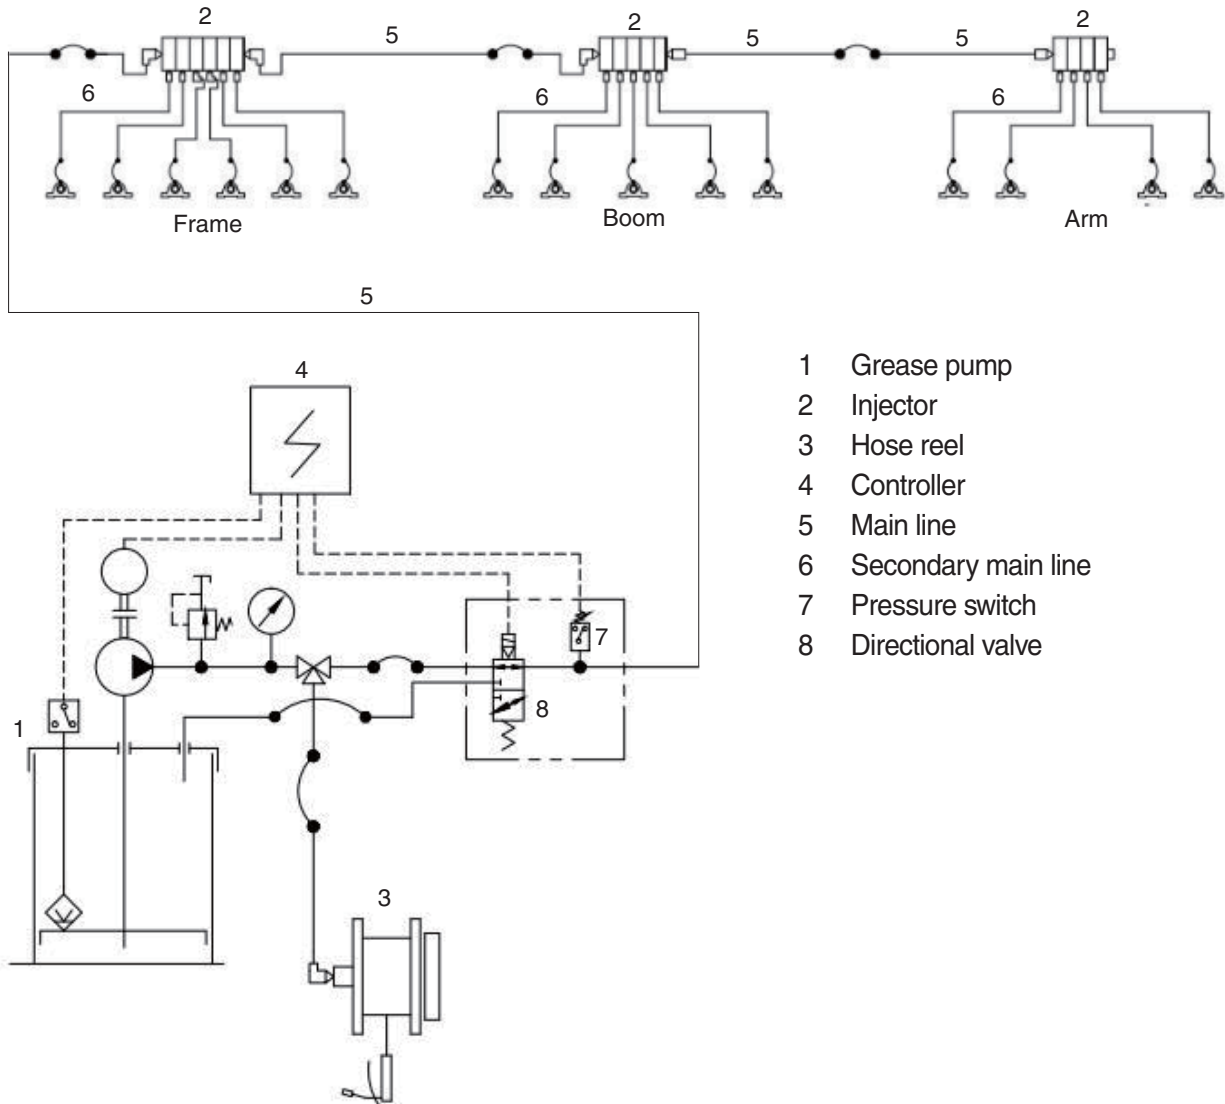 2 2 2
5 5 5
6 6 6
Frame Boom Arm
5
4
1 Grease pump
2 Injector
3 Hose reel
4 Controller
5 Main line
6 Secondary main line
7 Pressure switch
8 Directional valve
7
8
1
3